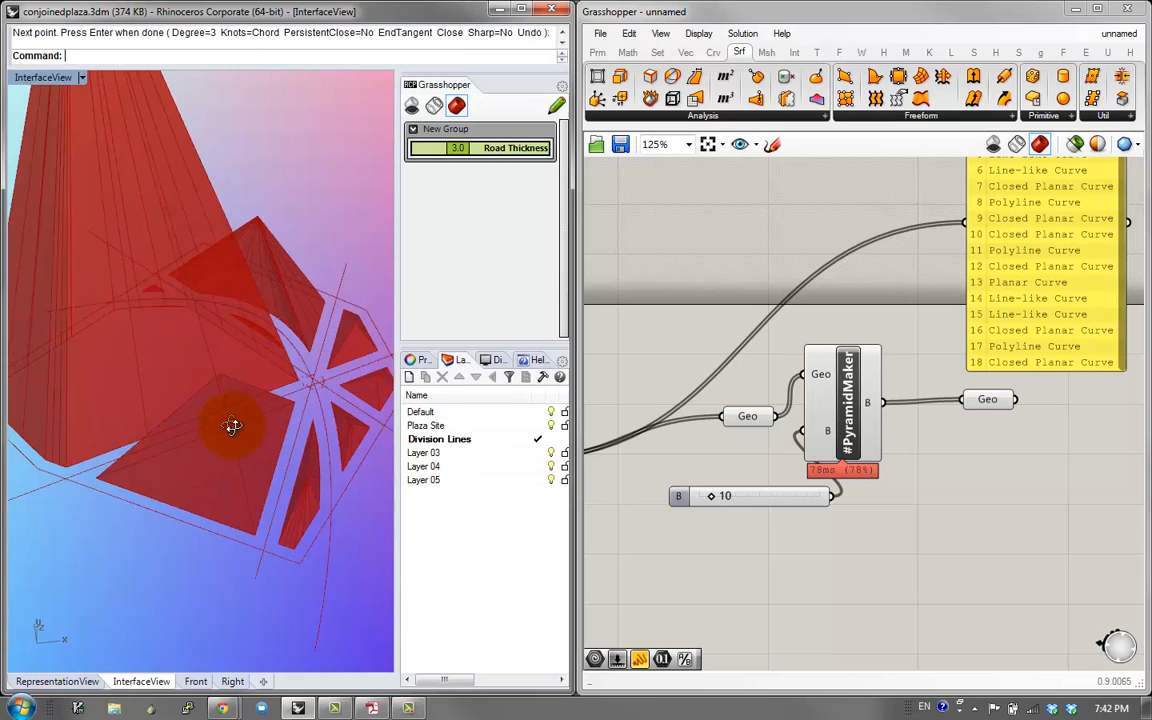 conjoinedplaza.3dm (374 KB) - Rhinoceros Corporate (64-bit) - [InterfaceView]
Next point. Press Enter when done ( Degree=3 Knots=Chord PersistentClose=No EndTangent Close Sharp=No Undo ):
Command:
InterfaceView
Grasshopper
New Group
3.0 Road Thickness
Pr... La... Di... Hel...
Name
Default
Plaza Site
Division Lines
Layer 03
Layer 04
Layer 05
z
x
RepresentationView InterfaceView Front Right
Grasshopper - unnamed
File Edit View Display Solution Window Help unnamed
Prm Math Set Vec Crv Srf Msh Int X T F W L M K U H S g f B E U H
Analysis Freeform Primitive Util
125%
6 Line-like Curve
7 Closed Planar Curve
8 Polyline Curve
9 Closed Planar Curve
10 Closed Planar Curve
11 Polyline Curve
12 Closed Planar Curve
13 Planar Curve
14 Line-like Curve
15 Line-like Curve
16 Closed Planar Curve
17 Polyline Curve
18 Closed Planar Curve
Geo
Geo
B
#PyramidMaker
B
Geo
78ms (78%)
B 10
0.9.0065
EN 7:42 PM